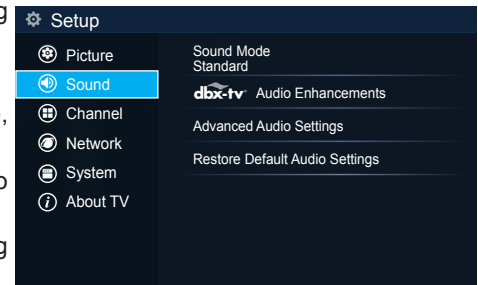 g
Setup
Picture
Sound
Channel
Network
System
About TV
Sound Mode
Standard
dbx-tv Audio Enhancements
Advanced Audio Settings
Restore Default Audio Settings
,
g